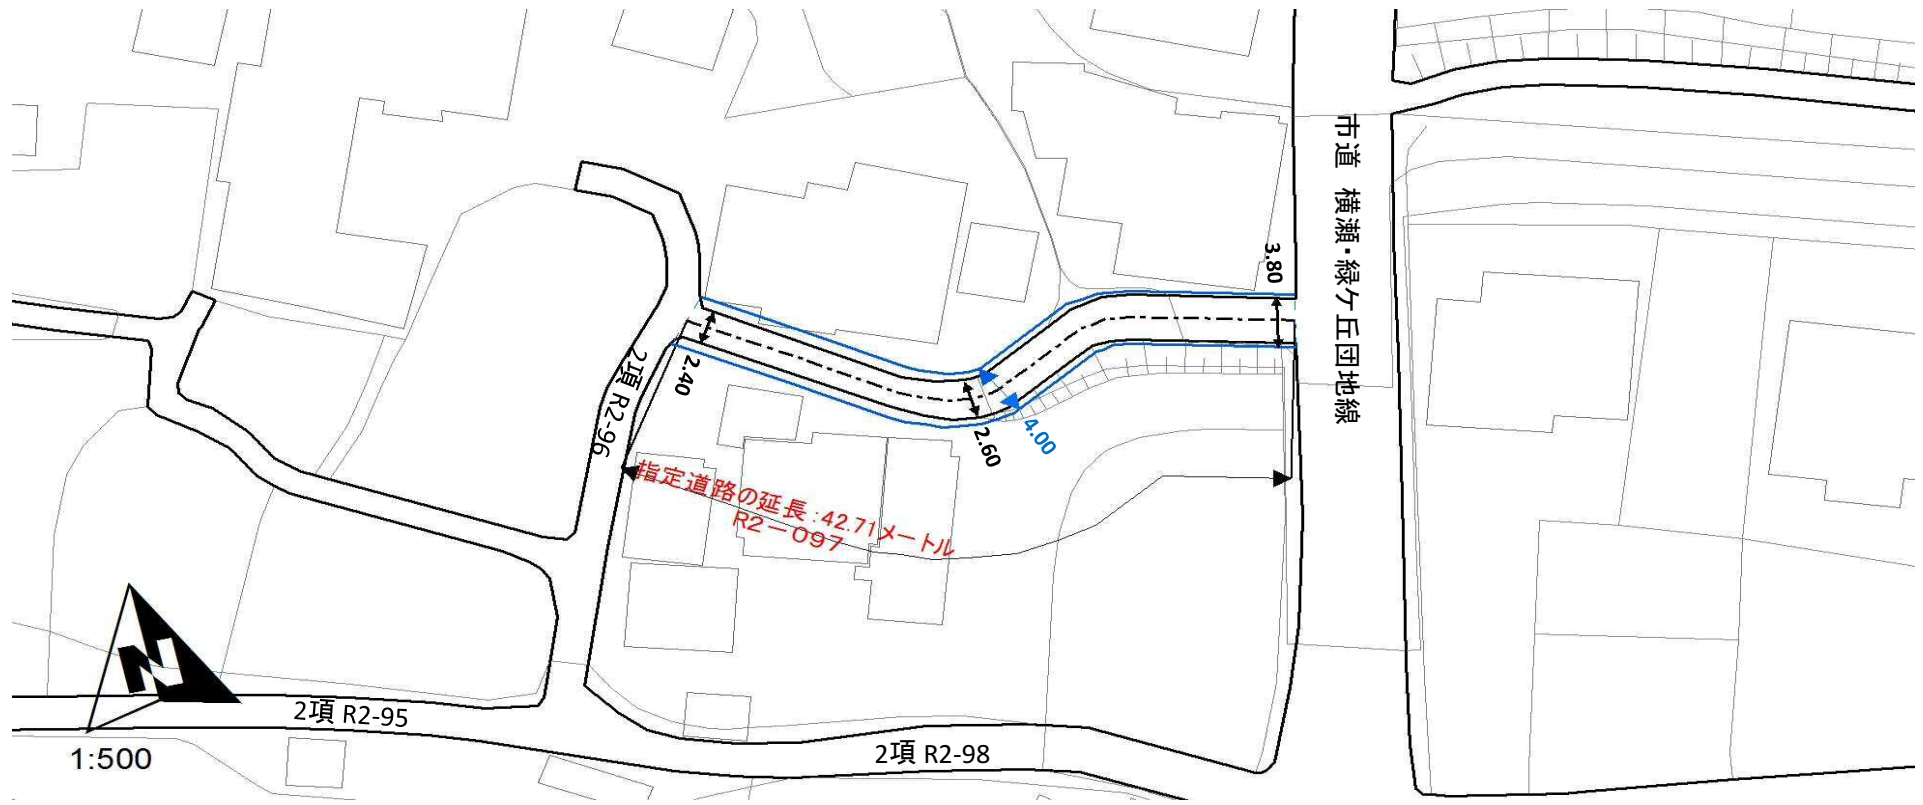 市道　横瀬・緑ケ丘団地線
3.80
2.40
2項 R2-96
2.60
4.00
指定道路の延長:42.71メートル
R2－097
N
2項 R2-95
2項 R2-98
1:500